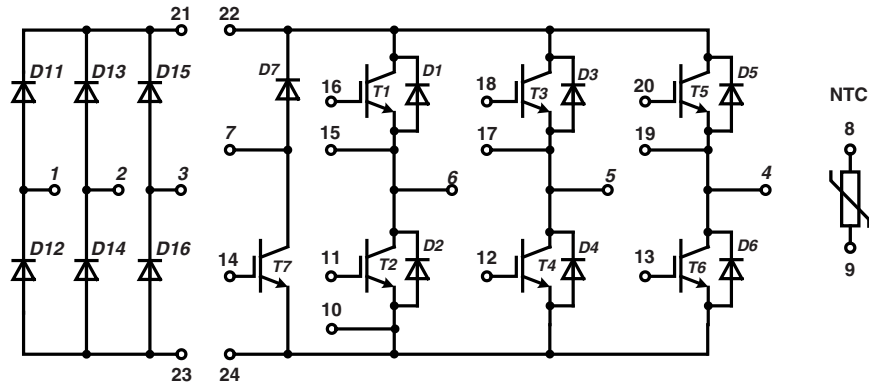 21 22
D11 D13 D15 D7 D1 D3 D5
16 T1 18 T3 20 T5 NTC
7 15 17 19 8
1 2 3 6 5 4
D12 D14 D16 D2 D4 D6
14 T7 11 T2 12 T4 13 T6 9
10
23 24